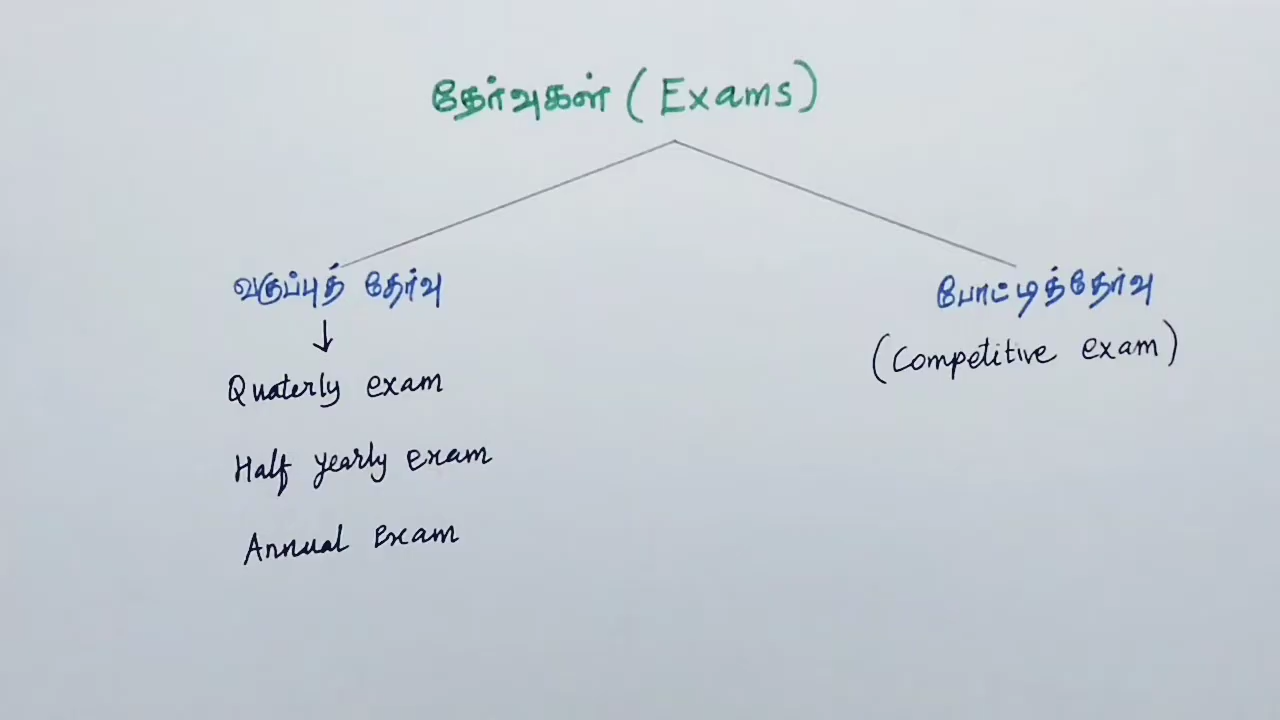 தேர்வுகள் (Exams)
வகுப்புத் தேர்வு
Quaterly exam
Half yearly exam
Annual Exam
போட்டித்தேர்வு
(Competitive exam)